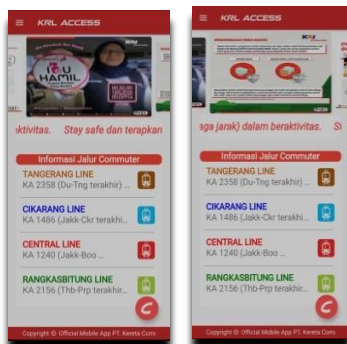 KRL ACCESS
IBU
HAMIL
ktivitas. Stay safe dan terapkan
Informasi Jalur Commuter
TANGERANG LINE
KA 2358 (Du-Tng terakhir) ...
CIKARANG LINE
KA 1486 (Jakk-Ckr terakhi...
CENTRAL LINE
KA 1240 (Jakk-Boo ...
RANGKASBITUNG LINE
KA 2156 (Thb-Prp terakhir...
Copyright © Official Mobile App PT. Kereta Com
KRL ACCESS
aga jarak) dalam beraktivitas. St
Informasi Jalur Commuter
TANGERANG LINE
KA 2358 (Du-Tng terakhir) ...
CIKARANG LINE
KA 1486 (Jakk-Ckr terakhi...
CENTRAL LINE
KA 1240 (Jakk-Boo ...
RANGKASBITUNG LINE
KA 2156 (Thb-Prp terakhir...
Copyright © Official Mobile App PT. Kereta Com